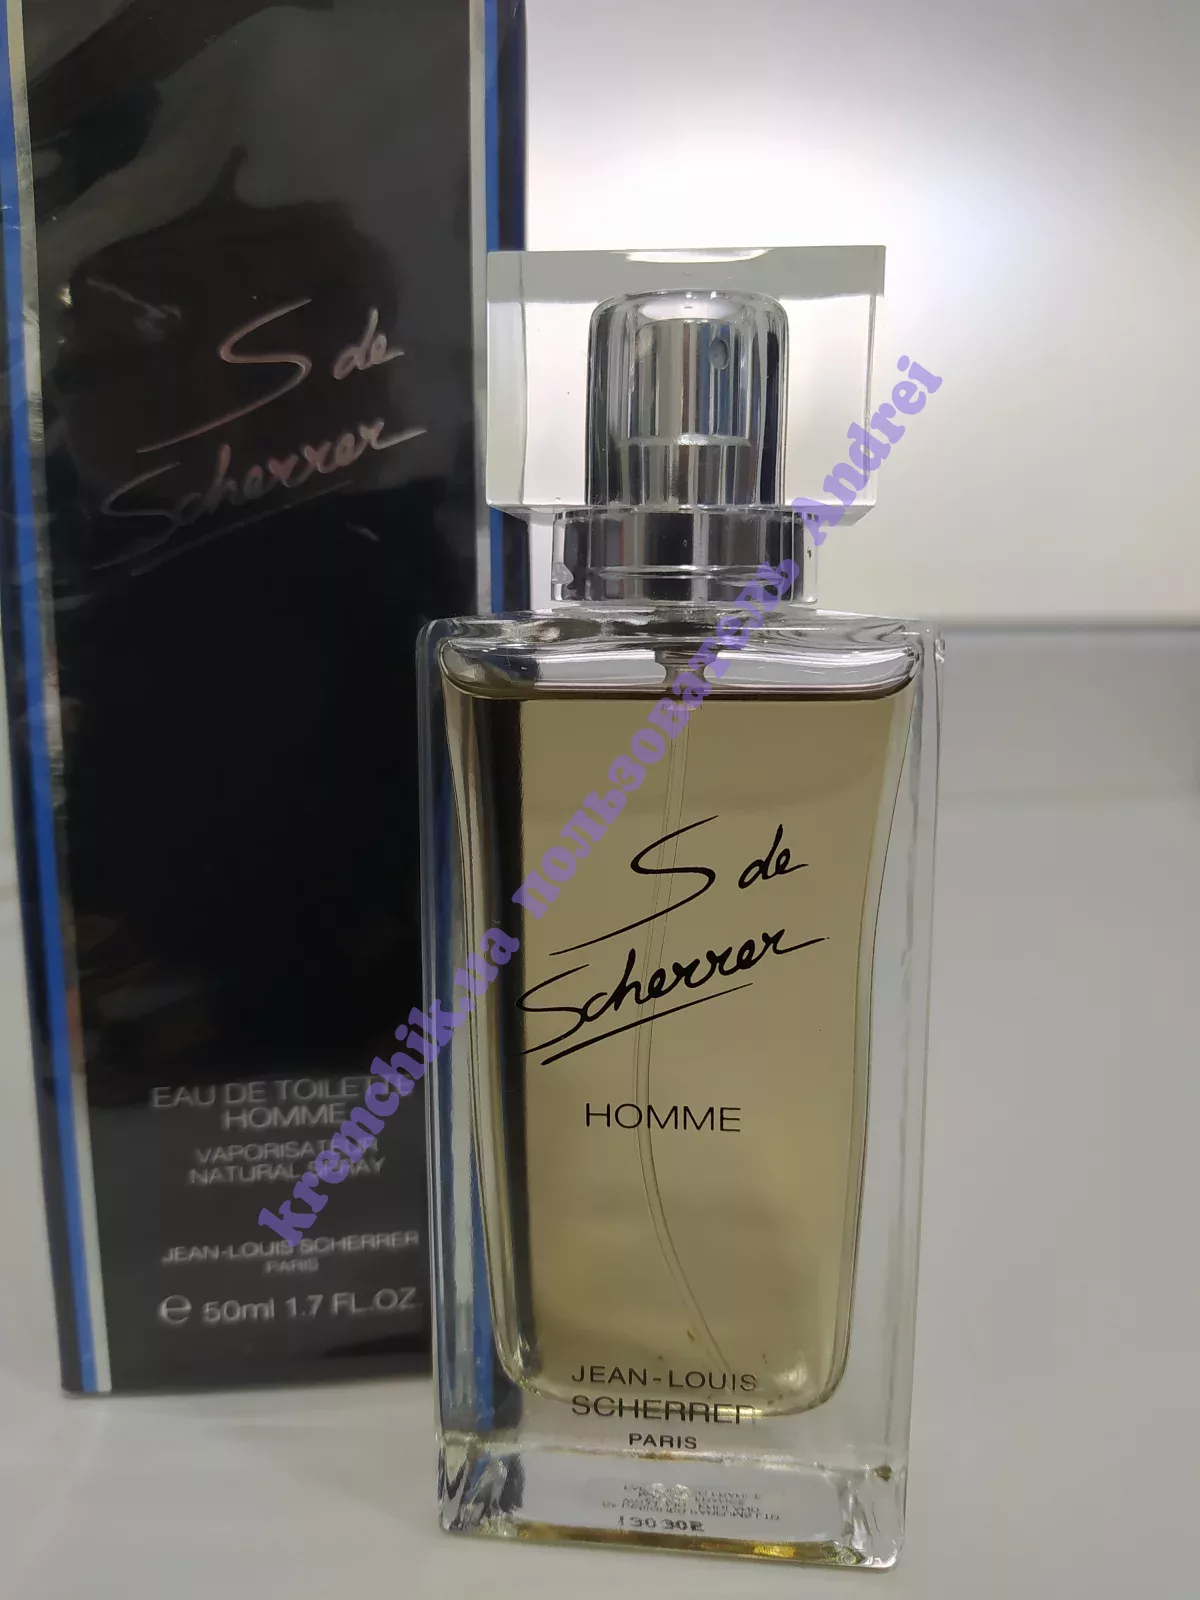 S de
Scherrer
EAU DE TOILETTE
HOMME
VAPORISATEUR
NATURAL SPRAY
JEAN-LOUIS SCHERRER
PARIS
℮ 50ml 1.7 FL.OZ
S de
Scherrer
HOMME
JEAN-LOUIS
SCHERRER
PARIS
kremchik.ua пользователь Andrei